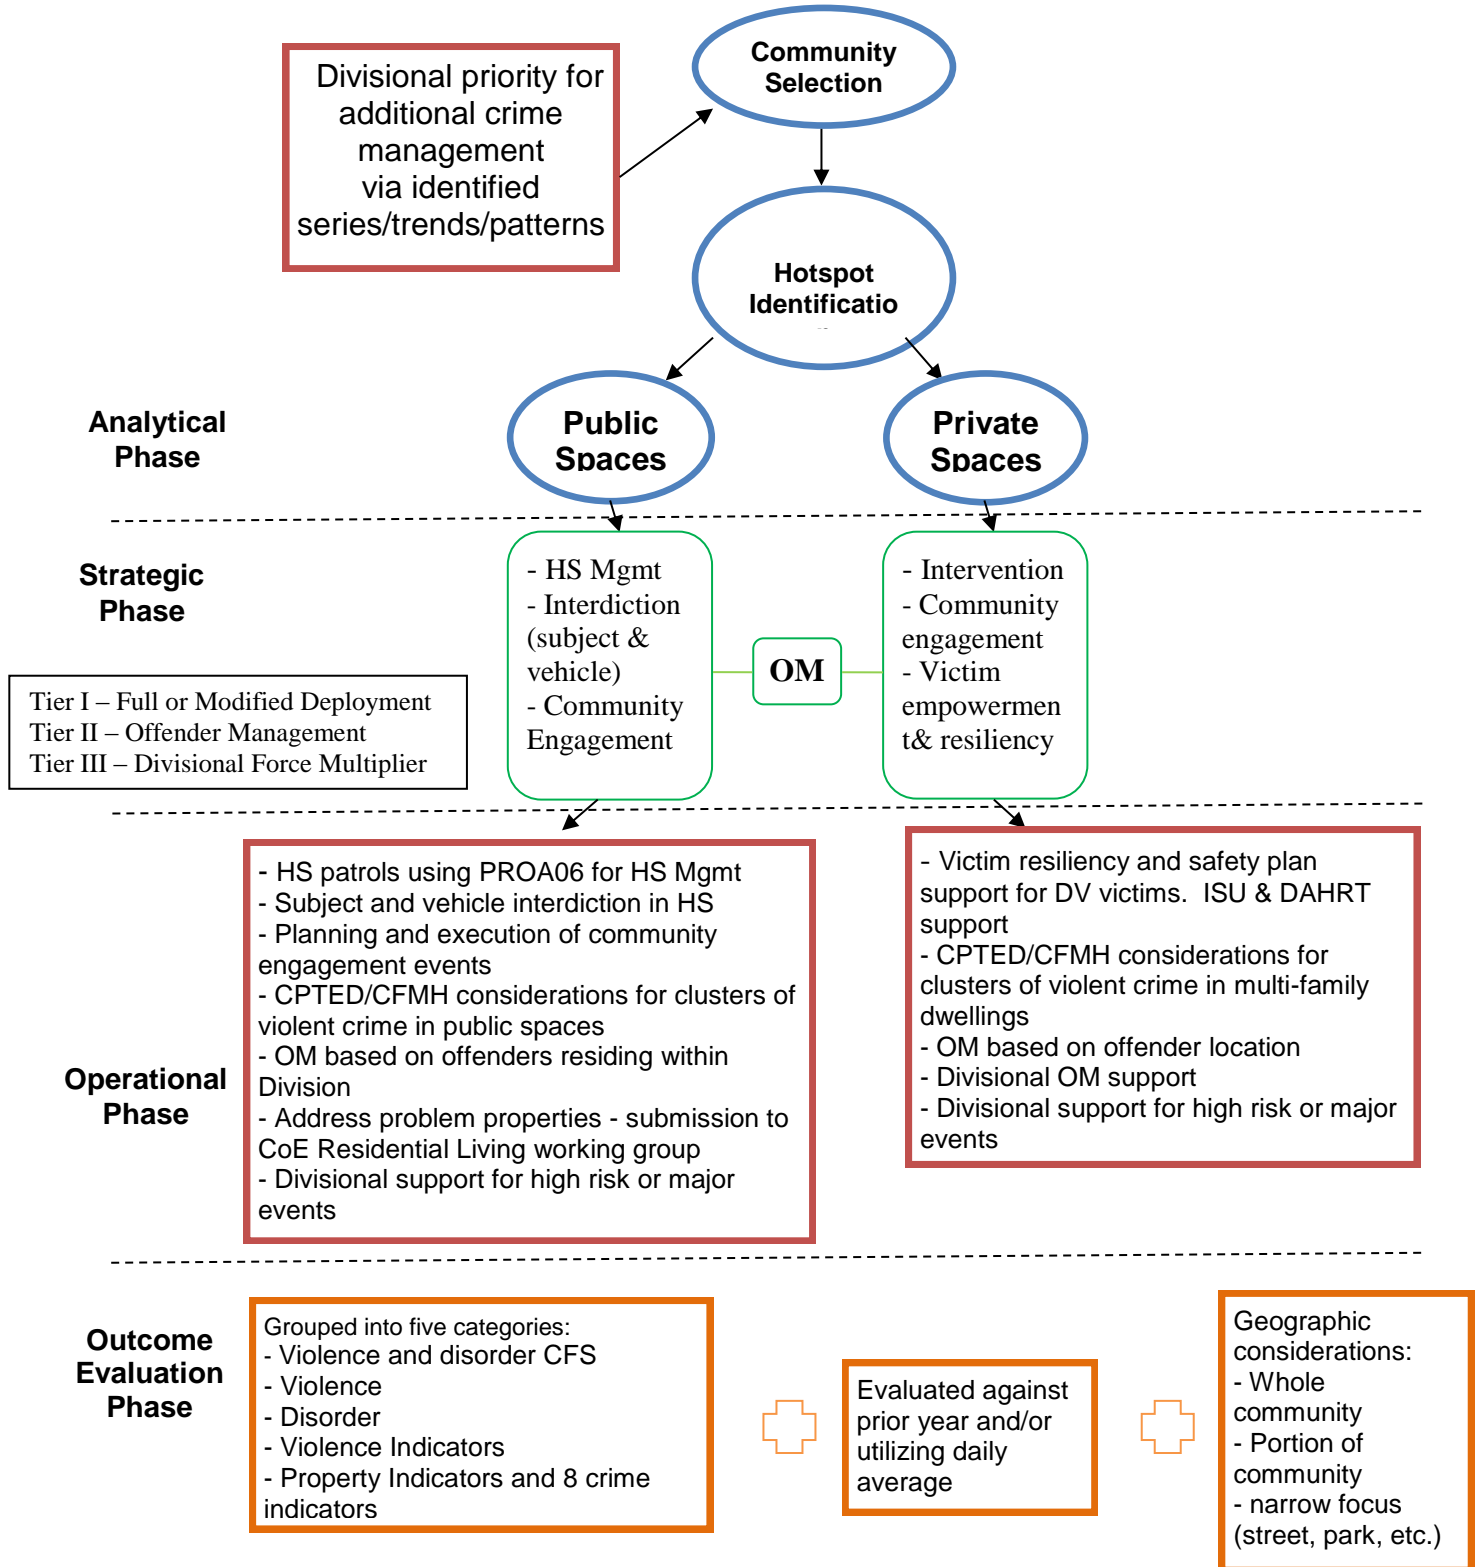 Community
Selection
Divisional priority for
additional crime
management
via identified
series/trends/patterns
Hotspot
Identificatio
Analytical
Phase
Public
Spaces
Private
Spaces
Strategic
Phase
- HS Mgmt
- Interdiction
(subject &
vehicle)
- Community
Engagement
OM
- Intervention
- Community
engagement
- Victim
empowermen
t& resiliency
Tier I – Full or Modified Deployment
Tier II – Offender Management
Tier III – Divisional Force Multiplier
Operational
Phase
- HS patrols using PROA06 for HS Mgmt
- Subject and vehicle interdiction in HS
- Planning and execution of community
engagement events
- CPTED/CFMH considerations for clusters of
violent crime in public spaces
- OM based on offenders residing within
Division
- Address problem properties - submission to
CoE Residential Living working group
- Divisional support for high risk or major
events
- Victim resiliency and safety plan
support for DV victims.  ISU & DAHRT
support
- CPTED/CFMH considerations for
clusters of violent crime in multi-family
dwellings
- OM based on offender location
- Divisional OM support
- Divisional support for high risk or major
events
Outcome
Evaluation
Phase
Grouped into five categories:
- Violence and disorder CFS
- Violence
- Disorder
- Violence Indicators
- Property Indicators and 8 crime
indicators
Evaluated against
prior year and/or
utilizing daily
average
Geographic
considerations:
- Whole
community
- Portion of
community
- narrow focus
(street, park, etc.)